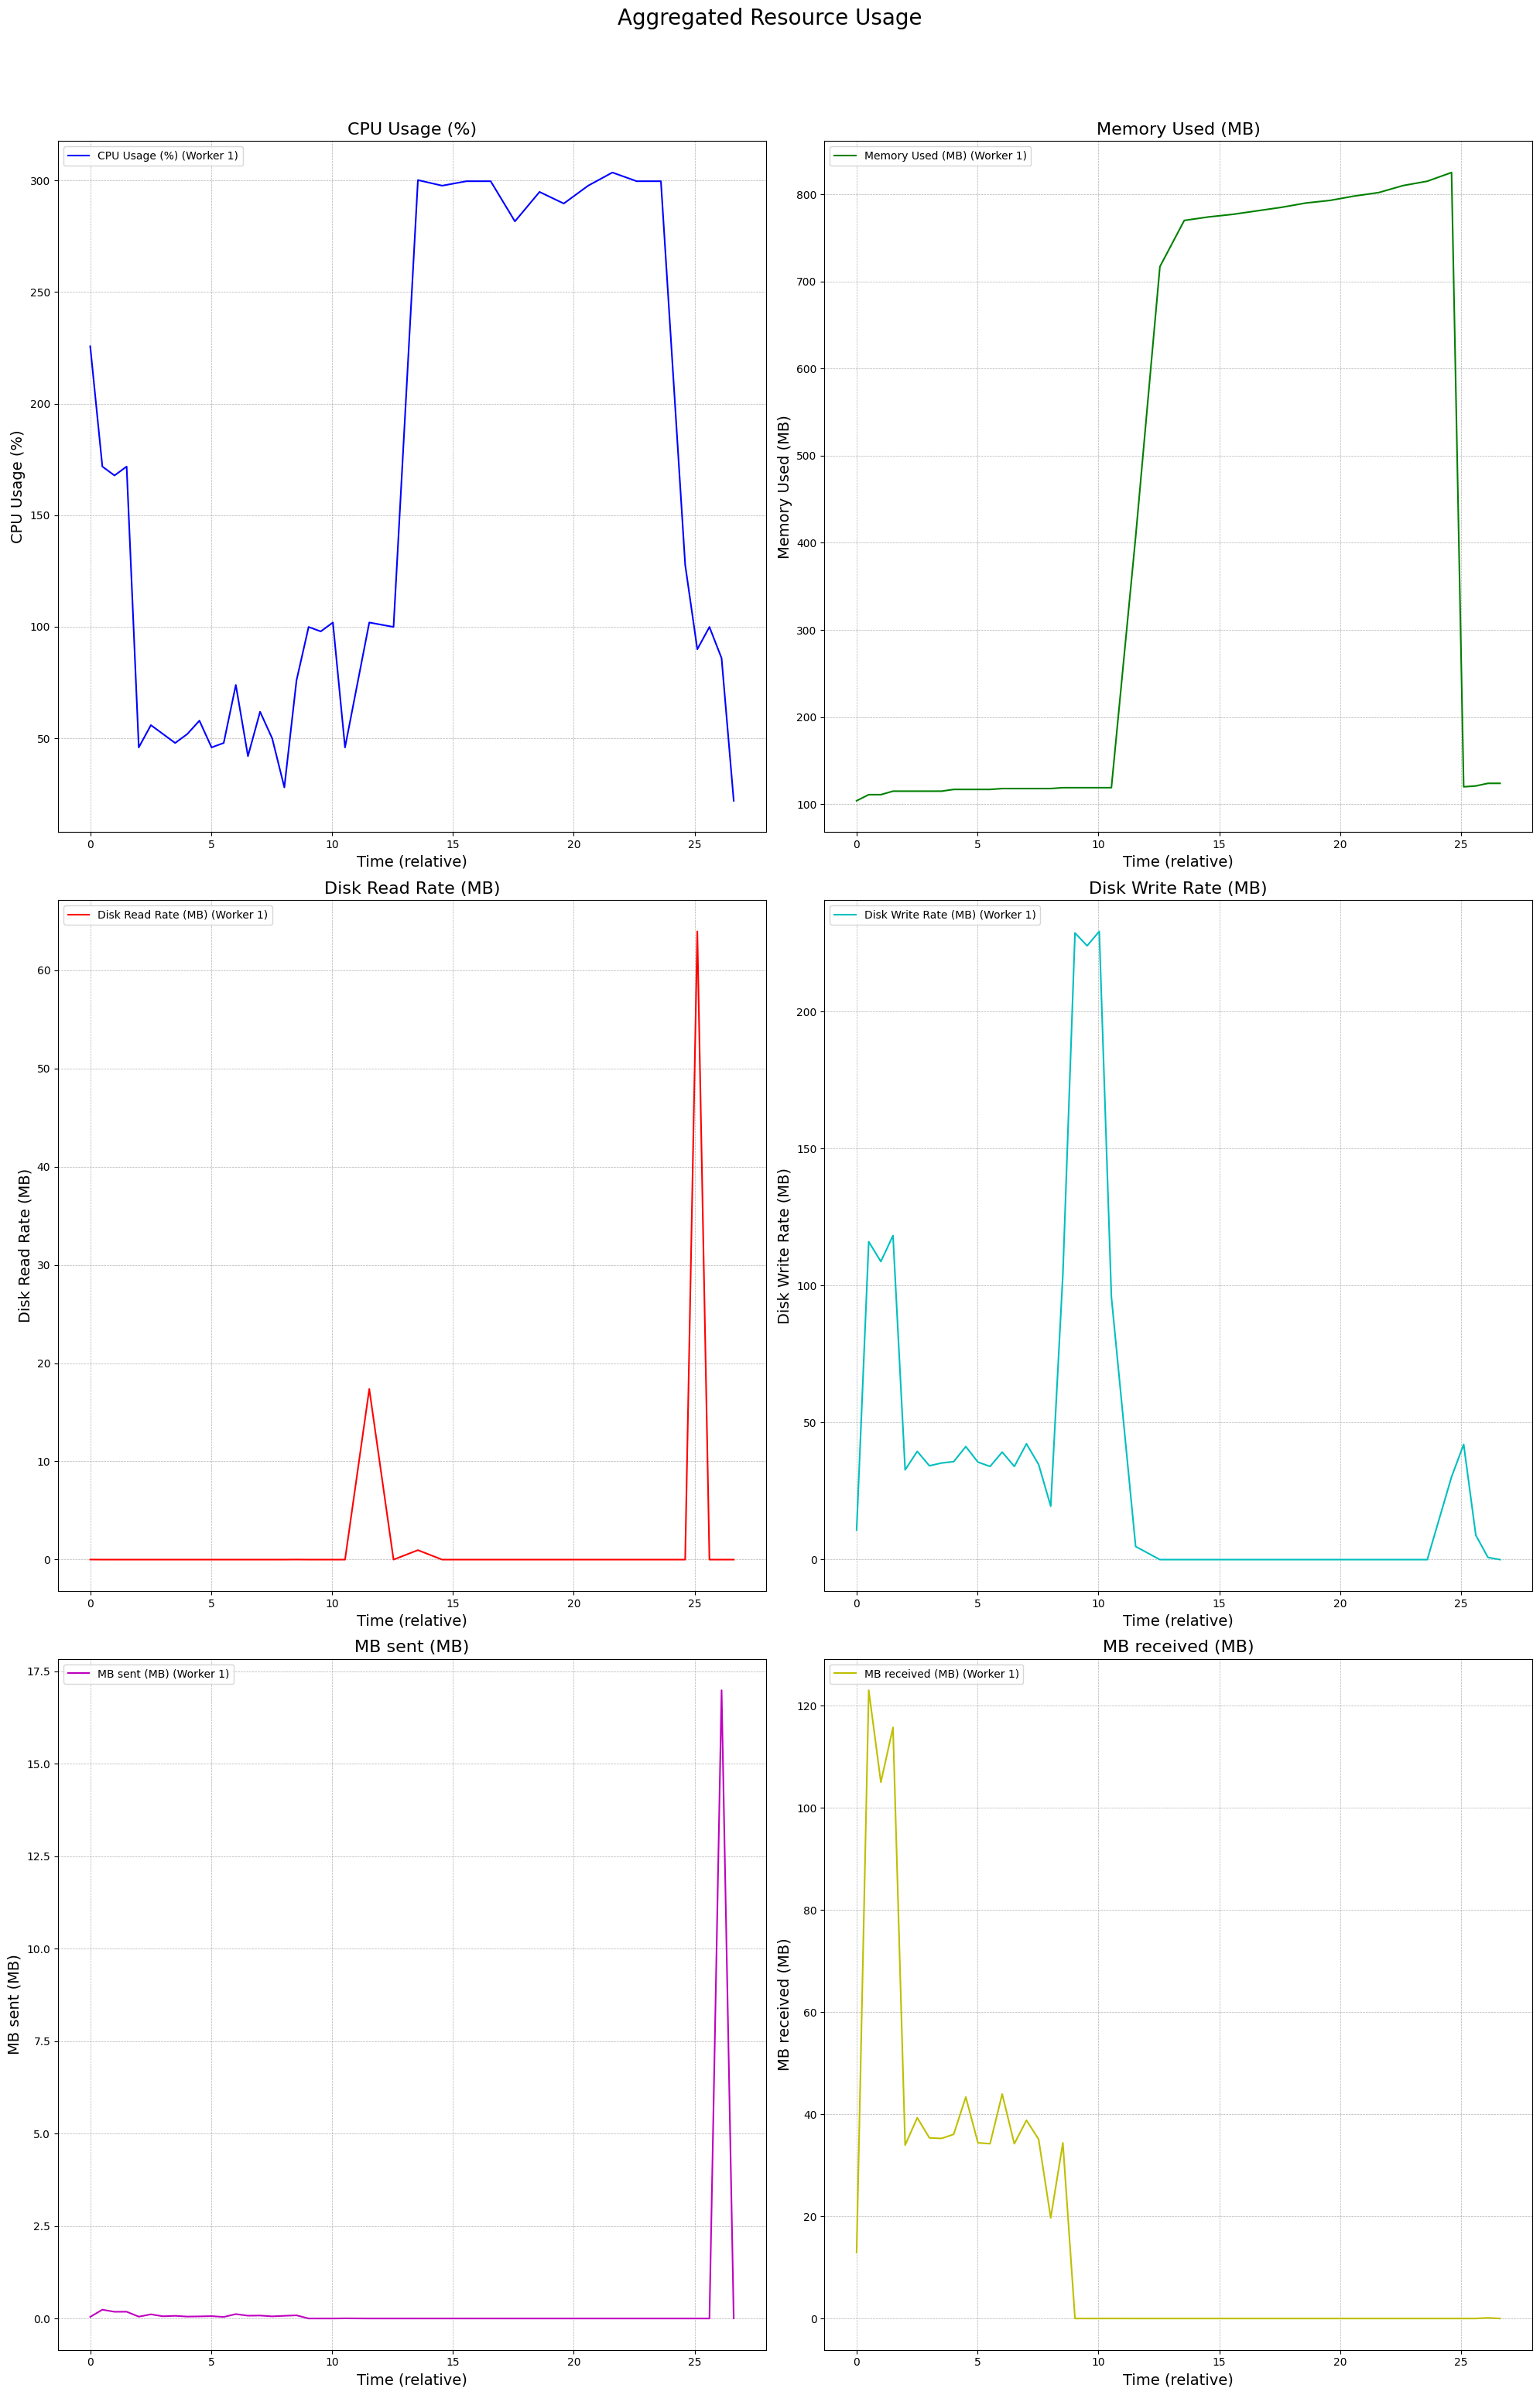 Aggregated Resource Usage
CPU Usage (%)
CPU Usage (%) (Worker 1)
CPU Usage (%)
300
250
200
150
100
50
0 5 10 15 20 25
Time (relative)
Memory Used (MB)
Memory Used (MB) (Worker 1)
Memory Used (MB)
800
700
600
500
400
300
200
100
0 5 10 15 20 25
Time (relative)
Disk Read Rate (MB)
Disk Read Rate (MB) (Worker 1)
Disk Read Rate (MB)
60
50
40
30
20
10
0
0 5 10 15 20 25
Time (relative)
Disk Write Rate (MB)
Disk Write Rate (MB) (Worker 1)
Disk Write Rate (MB)
200
150
100
50
0
0 5 10 15 20 25
Time (relative)
MB sent (MB)
MB sent (MB) (Worker 1)
MB sent (MB)
17.5
15.0
12.5
10.0
7.5
5.0
2.5
0.0
0 5 10 15 20 25
Time (relative)
MB received (MB)
MB received (MB) (Worker 1)
MB received (MB)
120
100
80
60
40
20
0
0 5 10 15 20 25
Time (relative)